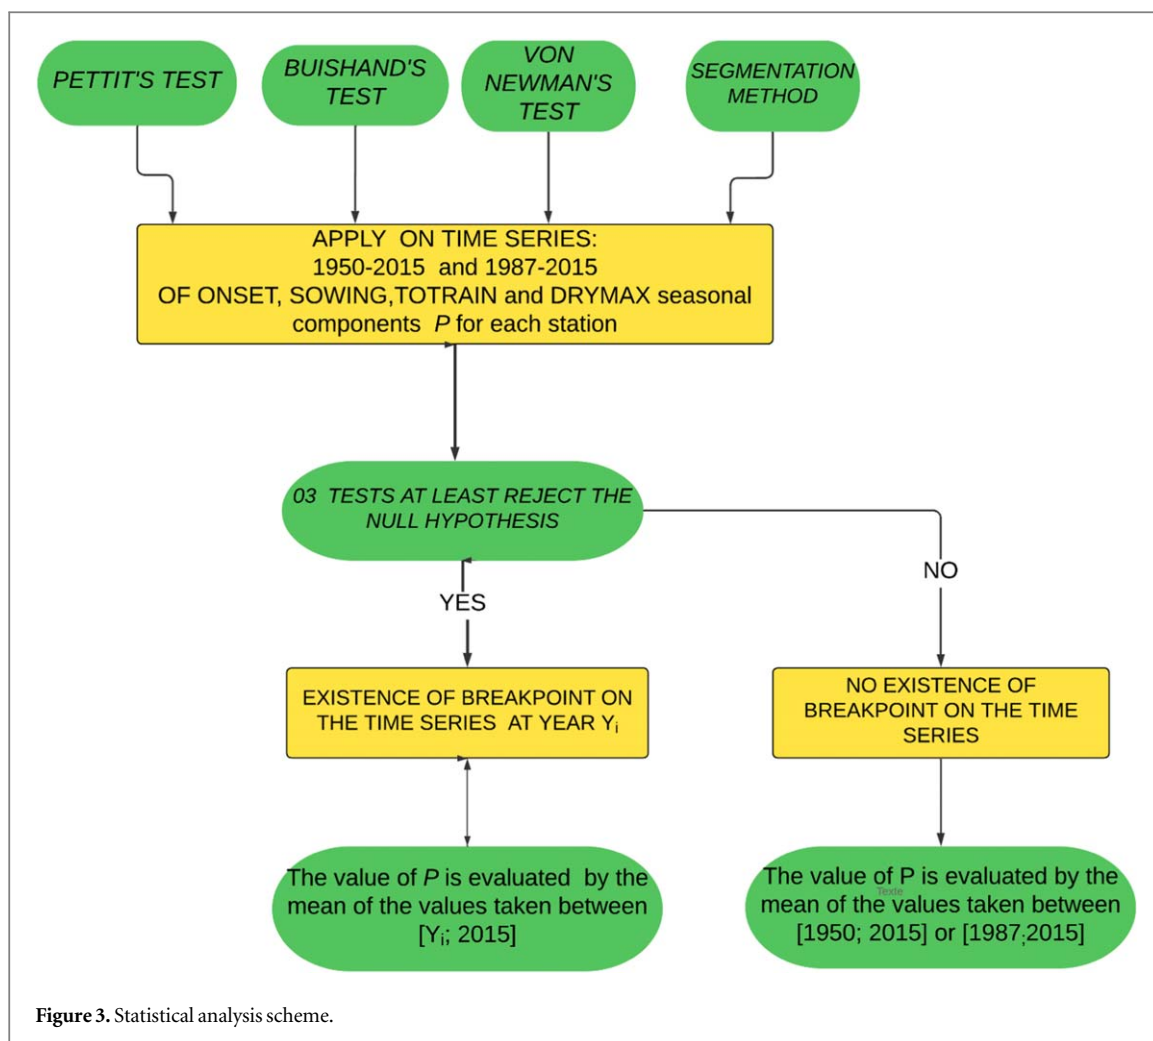 PETTIT'S TEST
BUISHAND'S
TEST
VON
NEWMAN'S
TEST
SEGMENTATION
METHOD
APPLY ON TIME SERIES:
1950-2015 and 1987-2015
OF ONSET, SOWING,TOTRAIN and DRYMAX seasonal
components P for each station
03 TESTS AT LEAST REJECT THE
NULL HYPOTHESIS
YES
NO
EXISTENCE OF BREAKPOINT ON
THE TIME SERIES AT YEAR Yi
NO EXISTENCE OF
BREAKPOINT ON THE TIME
SERIES
The value of P is evaluated by the
mean of the values taken between
[Yi; 2015]
The value of P is evaluated by the
Texte
mean of the values taken between
[1950; 2015] or [1987;2015]
Figure 3. Statistical analysis scheme.